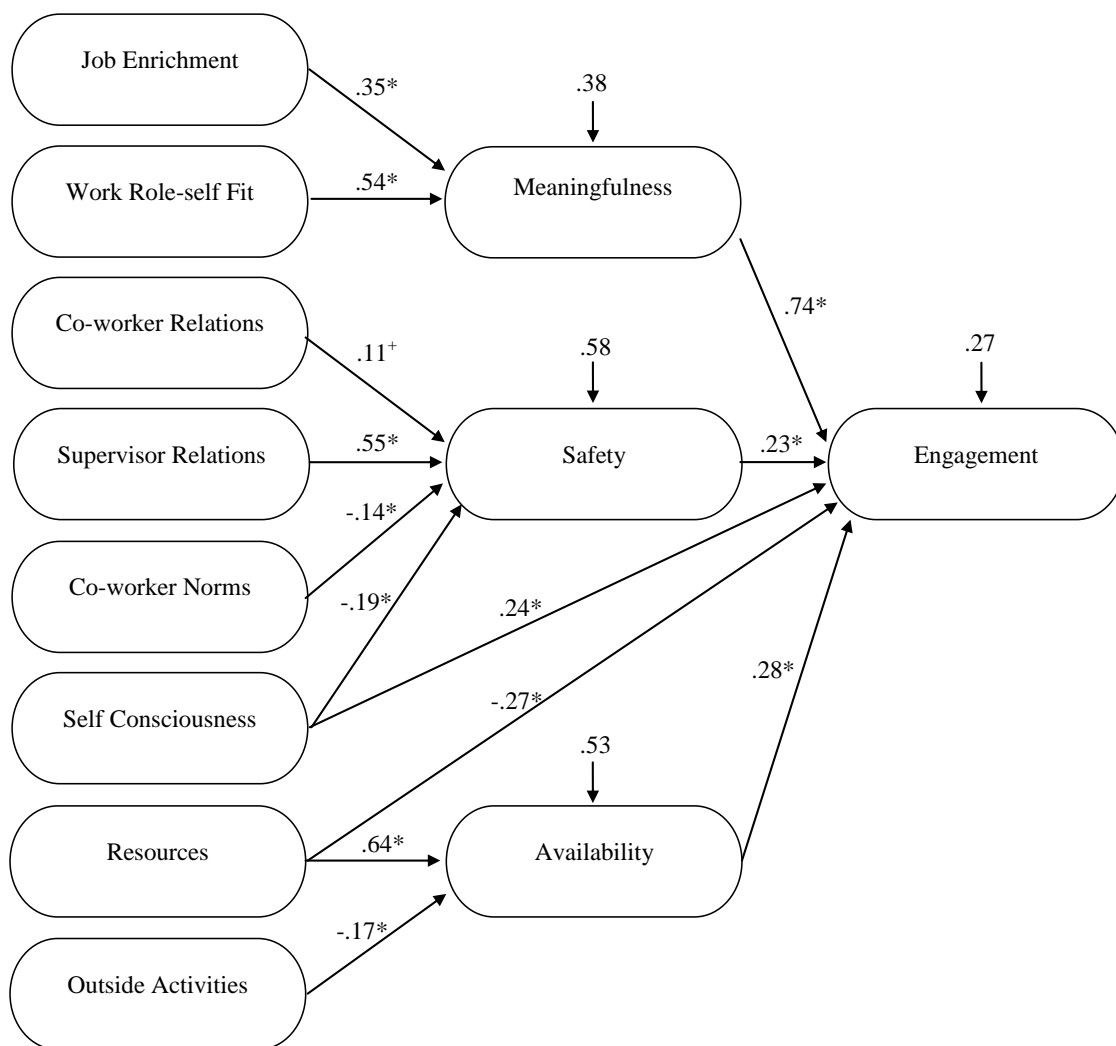 Job Enrichment
.35*
.38
Work Role-self Fit
.54*
Meaningfulness
Co-worker Relations
.11+
.74*
.58
.27
Supervisor Relations
.55*
Safety
.23*
Engagement
-.14*
Co-worker Norms
-.19*
.24*
.28*
Self Consciousness
-.27*
.53
Resources
.64*
Availability
-.17*
Outside Activities